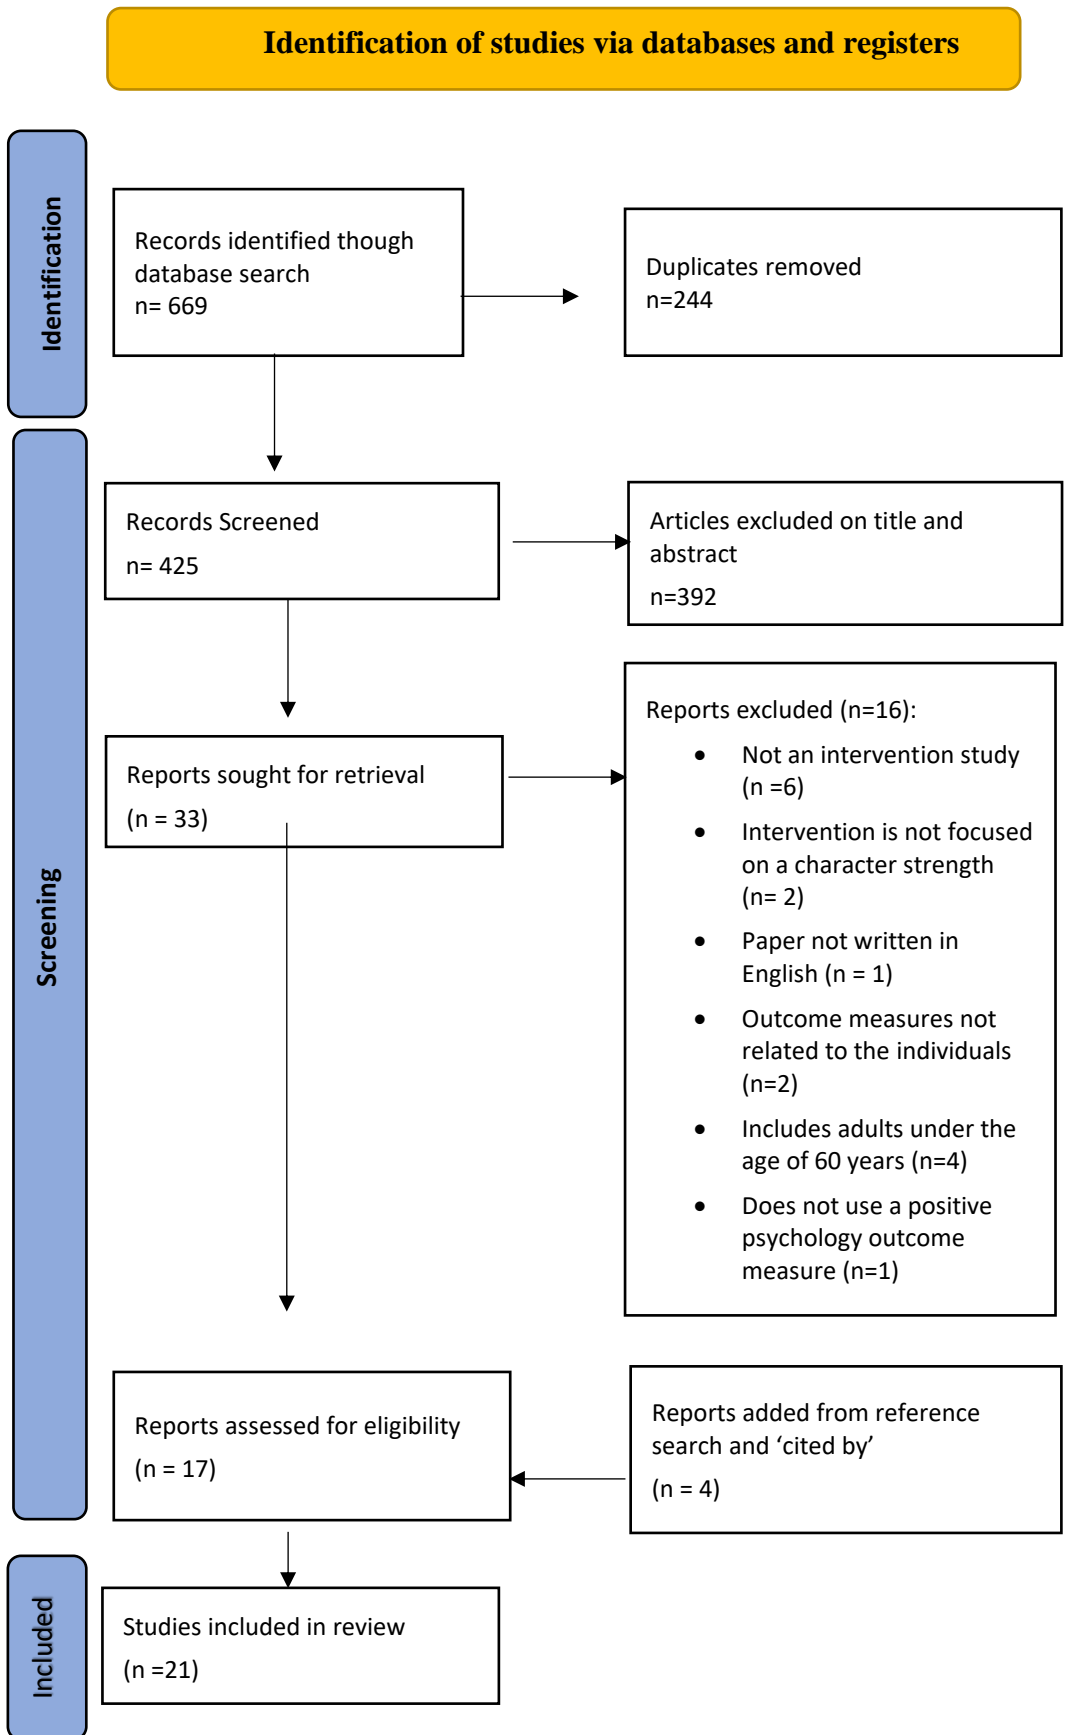 Identification of studies via databases and registers
Identification
Records identified though
database search
n= 669
Duplicates removed
n=244
Screening
Records Screened
n= 425
Articles excluded on title and
abstract
n=392
Reports sought for retrieval
(n = 33)
Reports excluded (n=16):
• Not an intervention study
(n =6)
• Intervention is not focused
on a character strength
(n= 2)
• Paper not written in
English (n = 1)
• Outcome measures not
related to the individuals
(n=2)
• Includes adults under the
age of 60 years (n=4)
• Does not use a positive
psychology outcome
measure (n=1)
Reports assessed for eligibility
(n = 17)
Reports added from reference
search and ‘cited by’
(n = 4)
Included
Studies included in review
(n =21)